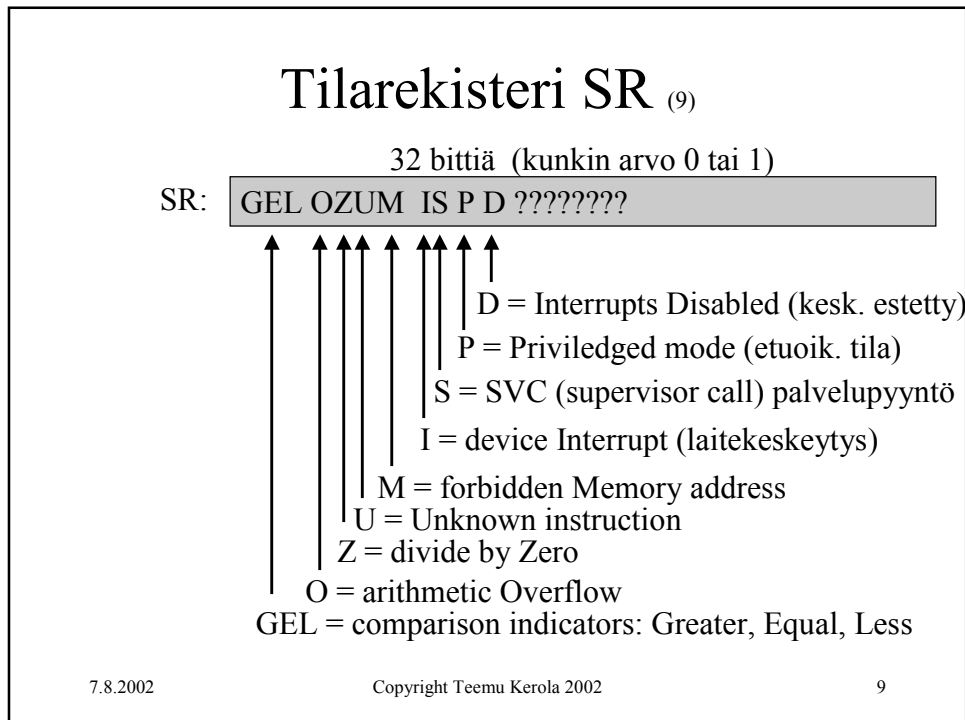 Tilarekisteri SR (9)
32 bittiä (kunkin arvo 0 tai 1)
SR: GEL OZUM IS P D ????????
D = Interrupts Disabled (kesk. estetty)
P = Priviledged mode (etuoik. tila)
S = SVC (supervisor call) palvelupyyntö
I = device Interrupt (laitekeskeytys)
M = forbidden Memory address
U = Unknown instruction
Z = divide by Zero
O = arithmetic Overflow
GEL = comparison indicators: Greater, Equal, Less
7.8.2002 Copyright Teemu Kerola 2002 9